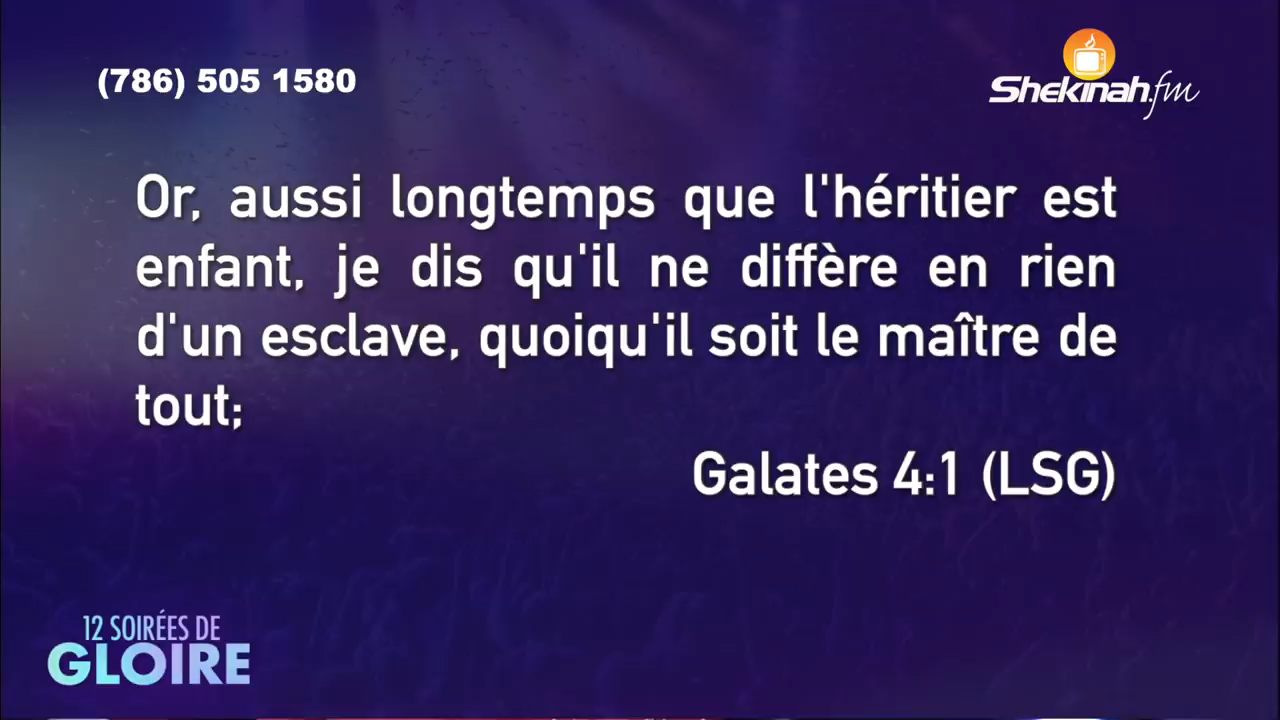 (786) 505 1580
Shekinah.fm
Or, aussi longtemps que l'héritier est
enfant, je dis qu'il ne diffère en rien
d'un esclave, quoiqu'il soit le maître de
tout;
Galates 4:1 (LSG)
12 SOIRÉES DE
GLOIRE